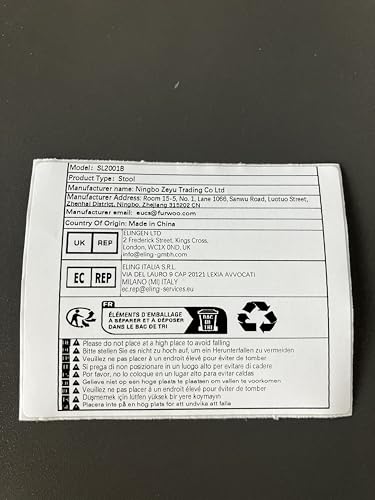 Model: SL2001B
Product Type: Stool
Manufacturer name: Ningbo Zeyu Trading Co Ltd
Manufacturer Address: Room 15-5, No. 1, Lane 1066, Sanwu Road, Luotuo Street,
Zhenhai District, Ningbo, Zhejiang 315202 CN
Manufacturer email: eucs@furwoo.com
Country Of Origin: Made in China
UK REP
ELINGEN LTD
2 Frederick Street, Kings Cross,
London, WC1X 0ND, UK
info@eling-gmbh.com
EC REP
ELING ITALIA S.R.L.
VIA DEL LAURO 9 CAP 20121 LEXIA AVVOCATI
MILANO (MI) ITALY
ec.rep@eling-services.eu
FR
ÉLÉMENTS D'EMBALLAGE
À SÉPARER ET À DÉPOSER
DANS LE BAC DE TRI
BAC
DE
TRI
Please do not place at a high place to avoid falling
Bitte stellen Sie es nicht zu hoch auf, um ein Herunterfallen zu vermeiden
Veuillez ne pas placer à un endroit élevé pour éviter de tomber
Si prega di non posizionare in un luogo alto per evitare di cadere
Por favor, no lo coloque en un lugar alto para evitar caídas
Gelieve niet op een hoge plaats te plaatsen om vallen te voorkomen
Veuillez ne pas placer à un endroit élevé pour éviter de tomber
Düşmemek için lütfen yüksek bir yere koymayın
Placera inte på en hög plats för att undvika att falla